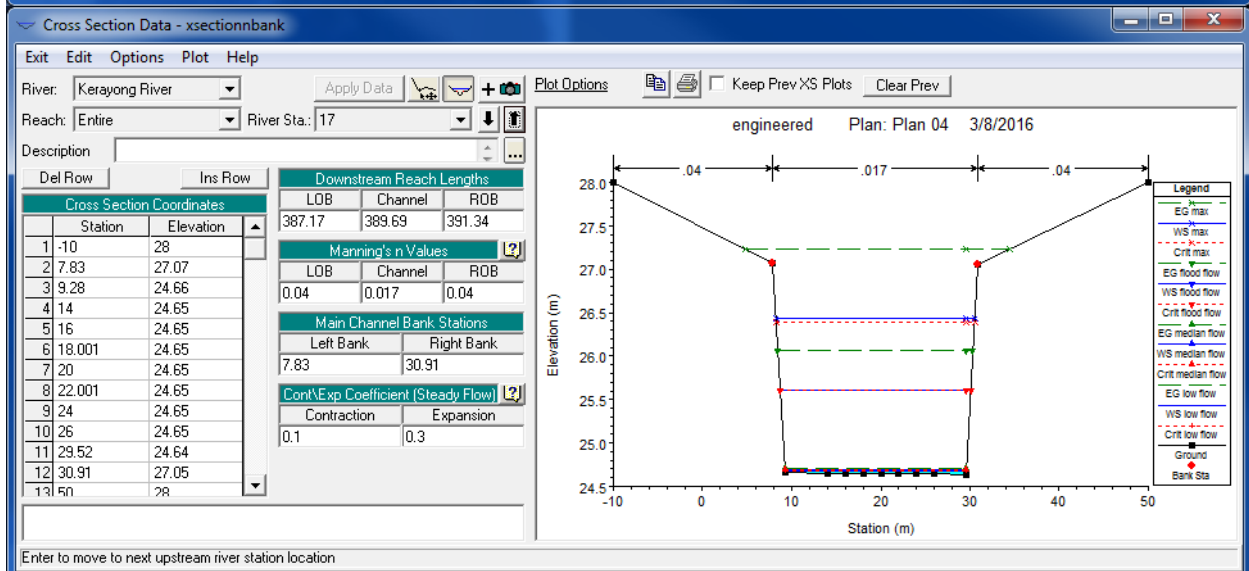 Cross Section Data - xsectionnbank
Exit Edit Options Plot Help
River: Kerayong River Apply Data + Plot Options Keep Prev XS Plots Clear Prev
Reach: Entire River Sta.: 17
Description ...
Del Row Ins Row
Cross Section Coordinates
Station Elevation
1 -10 28
2 7.83 27.07
3 9.28 24.66
4 14 24.65
5 16 24.65
6 18.001 24.65
7 20 24.65
8 22.001 24.65
9 24 24.65
10 26 24.65
11 29.52 24.64
12 30.91 27.05
13 50 28
Downstream Reach Lengths
LOB Channel ROB
387.17 389.69 391.34
Manning's n Values
LOB Channel ROB
0.04 0.017 0.04
Main Channel Bank Stations
Left Bank Right Bank
7.83 30.91
Cont\Exp Coefficient (Steady Flow)
Contraction Expansion
0.1 0.3
engineered Plan: Plan 04 3/8/2016
.04 .017 .04
28.0
27.5
27.0
26.5
26.0
25.5
25.0
24.5
Elevation (m)
-10 0 10 20 30 40 50
Station (m)
Legend
EG max
WS max
Crit max
EG flood flow
WS flood flow
Crit flood flow
EG median flow
WS median flow
Crit median flow
EG low flow
WS low flow
Crit low flow
Ground
Bank Sta
Enter to move to next upstream river station location